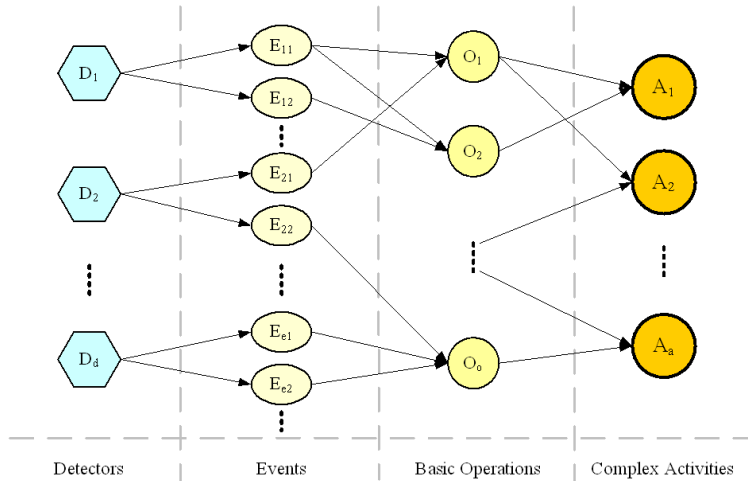 D1
D2
Dd
E11
E12
E21
E22
Ee1
Ee2
O1
O2
Oo
A1
A2
Aa
Detectors
Events
Basic Operations
Complex Activities